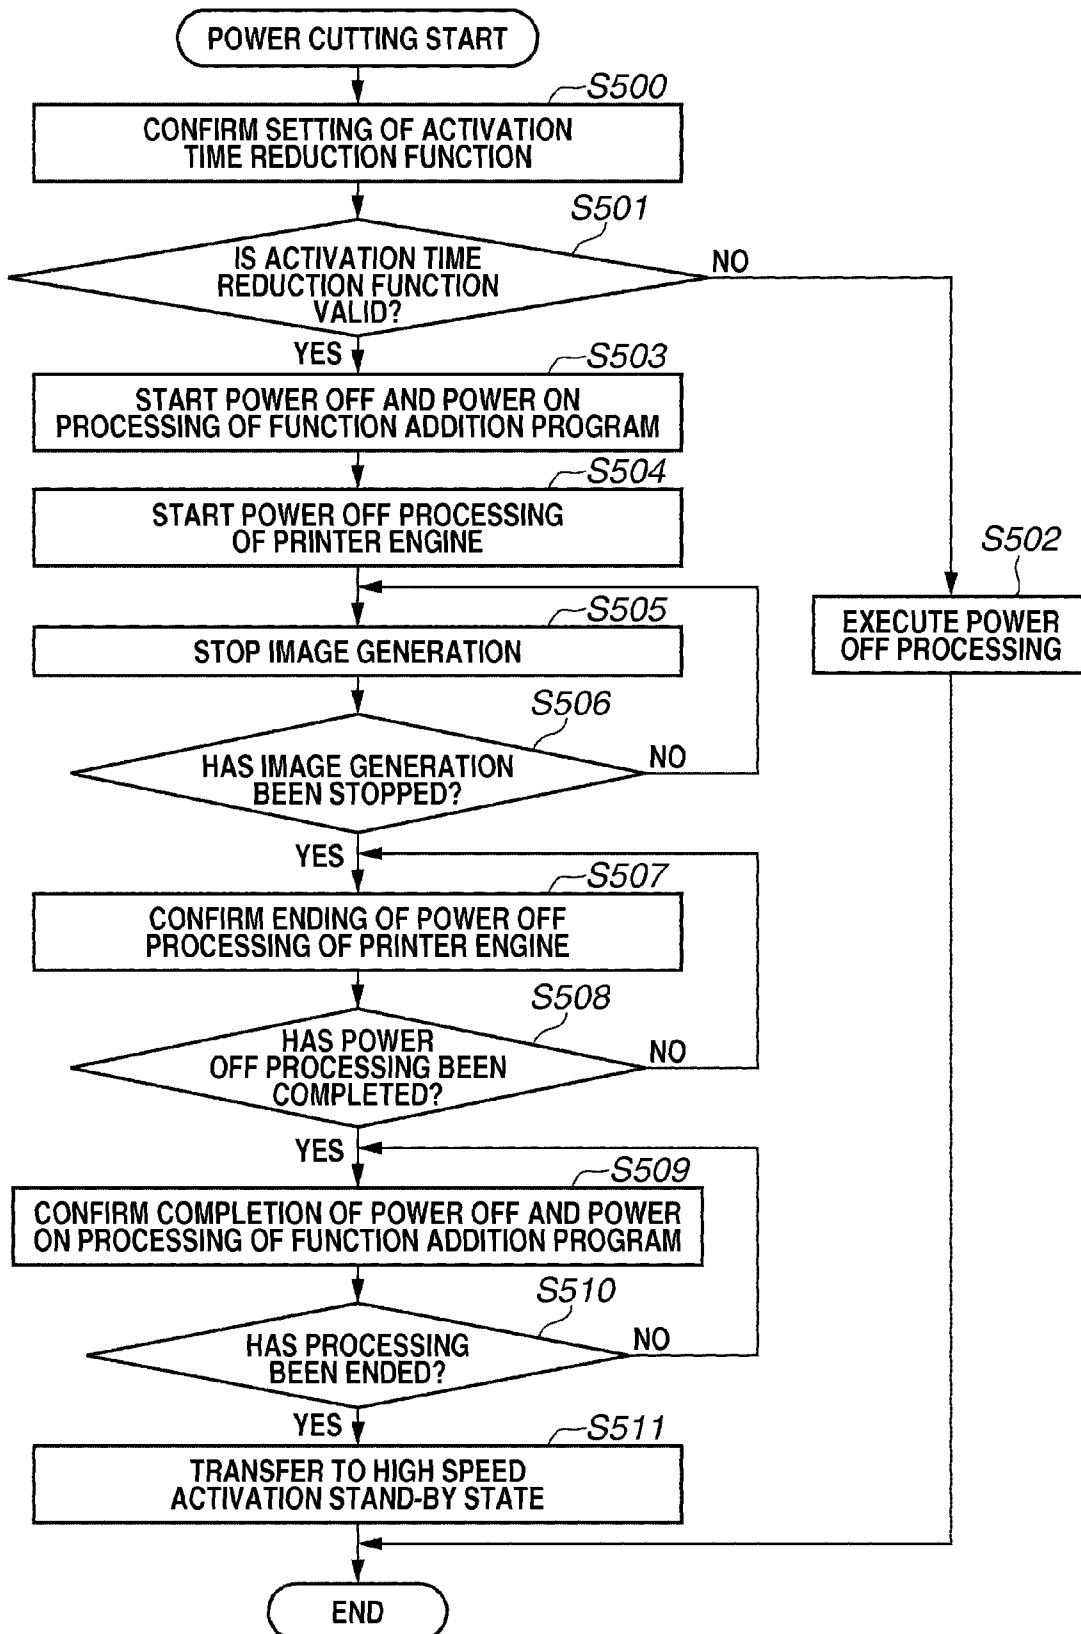 POWER CUTTING START
S500
CONFIRM SETTING OF ACTIVATION
TIME REDUCTION FUNCTION
S501
IS ACTIVATION TIME
REDUCTION FUNCTION
VALID?
NO
YES
S503
START POWER OFF AND POWER ON
PROCESSING OF FUNCTION ADDITION PROGRAM
S504
START POWER OFF PROCESSING
OF PRINTER ENGINE
S502
EXECUTE POWER
OFF PROCESSING
S505
STOP IMAGE GENERATION
S506
HAS IMAGE GENERATION
BEEN STOPPED?
NO
YES
S507
CONFIRM ENDING OF POWER OFF
PROCESSING OF PRINTER ENGINE
S508
HAS POWER
OFF PROCESSING BEEN
COMPLETED?
NO
YES
S509
CONFIRM COMPLETION OF POWER OFF AND POWER
ON PROCESSING OF FUNCTION ADDITION PROGRAM
S510
HAS PROCESSING
BEEN ENDED?
NO
YES
S511
TRANSFER TO HIGH SPEED
ACTIVATION STAND-BY STATE
END